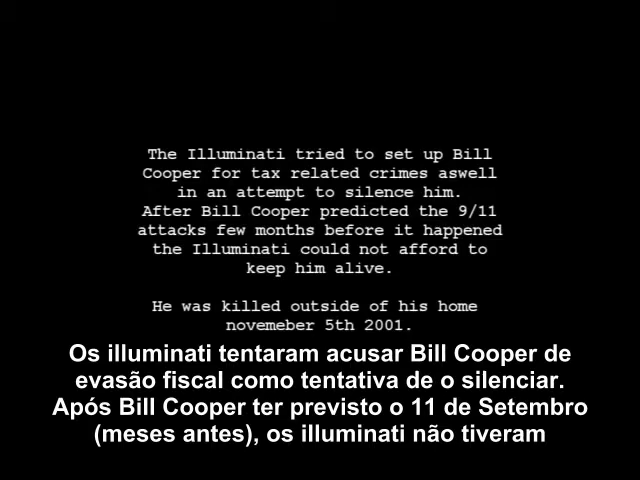 The Illuminati tried to set up Bill
Cooper for tax related crimes aswell
in an attempt to silence him.
After Bill Cooper predicted the 9/11
attacks few months before it happened
the Illuminati could not afford to
keep him alive.
He was killed outside of his home
novemeber 5th 2001.
Os illuminati tentaram acusar Bill Cooper de
evasão fiscal como tentativa de o silenciar.
Após Bill Cooper ter previsto o 11 de Setembro
(meses antes), os illuminati não tiveram